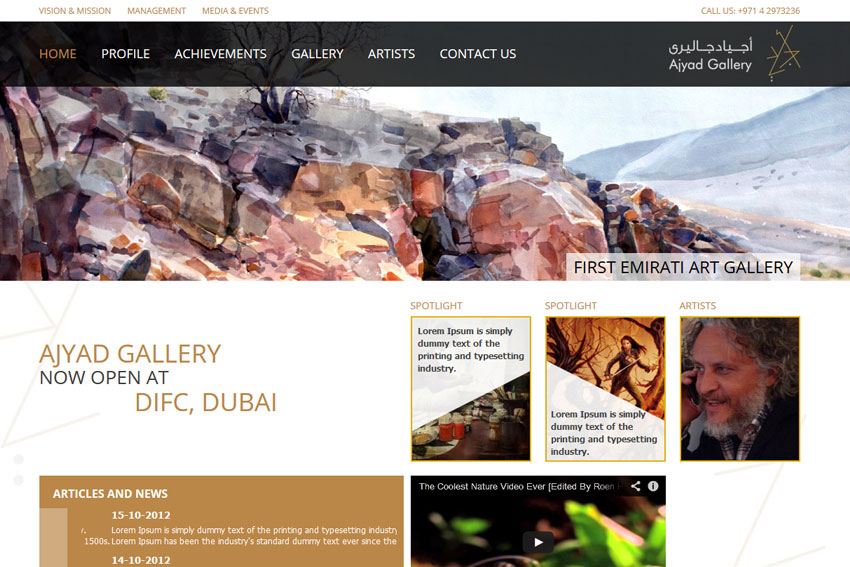 VISION & MISSION MANAGEMENT MEDIA & EVENTS CALL US: +971 4 2973236
HOME PROFILE ACHIEVEMENTS GALLERY ARTISTS CONTACT US
أجيادجاليري
Ajyad Gallery
FIRST EMIRATI ART GALLERY
AJYAD GALLERY
NOW OPEN AT
DIFC, DUBAI
SPOTLIGHT
Lorem Ipsum is simply
dummy text of the
printing and typesetting
industry.
SPOTLIGHT
Lorem Ipsum is simply
dummy text of the
printing and typesetting
industry.
ARTISTS
ARTICLES AND NEWS
15-10-2012
Lorem Ipsum is simply dummy text of the printing and typesetting industry
1500s. Lorem Ipsum has been the industry's standard dummy text ever since the
14-10-2012
The Coolest Nature Video Ever [Edited By Roen